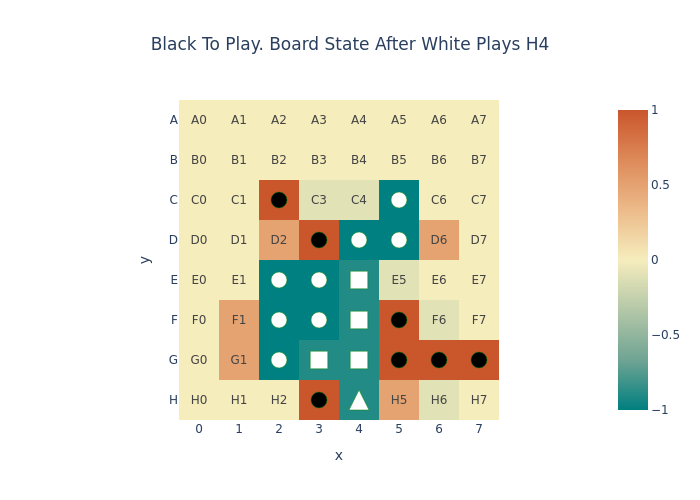 Black To Play. Board State After White Plays H4
A A0 A1 A2 A3 A4 A5 A6 A7
B B0 B1 B2 B3 B4 B5 B6 B7
C C0 C1 C3 C4 C6 C7
D D0 D1 D2 D6 D7
E E0 E1 E5 E6 E7
F F0 F1 F6 F7
G G0 G1
H H0 H1 H2 H5 H6 H7
0 1 2 3 4 5 6 7
x
y
1
0.5
0
−0.5
−1